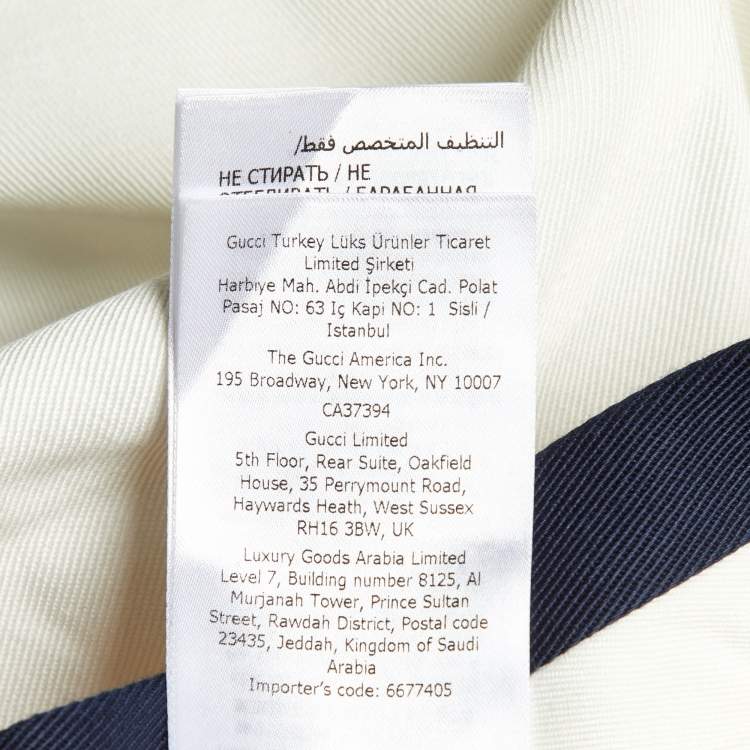 التنظيف المتخصص فقط/
НЕ СТИРАТЬ / НЕ
ОТБЕЛИВАТЬ / БАРАБАННАЯ
Gucci Turkey Lüks Ürünler Ticaret
Limited Şirketi
Harbiye Mah. Abdi İpekçi Cad. Polat
Pasaj NO: 63 Iç Kapi NO: 1 Sisli /
Istanbul
The Gucci America Inc.
195 Broadway, New York, NY 10007
CA37394
Gucci Limited
5th Floor, Rear Suite, Oakfield
House, 35 Perrymount Road,
Haywards Heath, West Sussex
RH16 3BW, UK
Luxury Goods Arabia Limited
Level 7, Building number 8125, Al
Murjanah Tower, Prince Sultan
Street, Rawdah District, Postal code
23435, Jeddah, Kingdom of Saudi
Arabia
Importer's code: 6677405